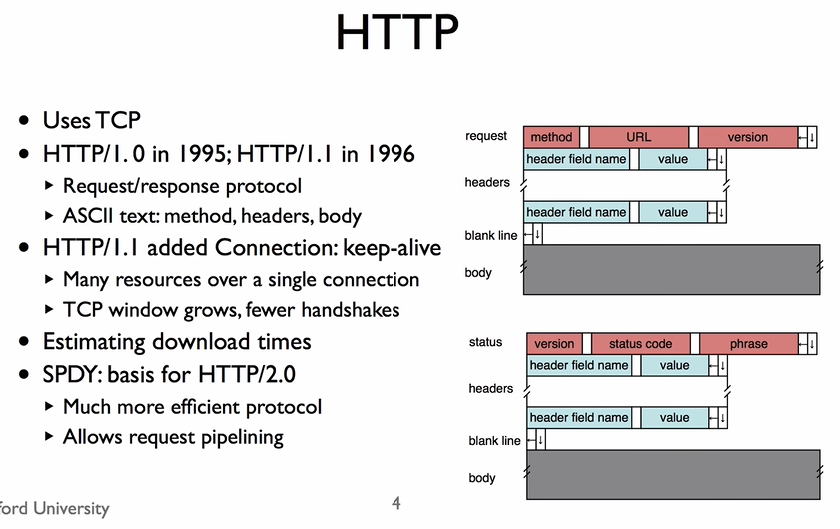 HTTP
• Uses TCP
• HTTP/1.0 in 1995; HTTP/1.1 in 1996
▸ Request/response protocol
▸ ASCII text: method, headers, body
• HTTP/1.1 added Connection: keep-alive
▸ Many resources over a single connection
▸ TCP window grows, fewer handshakes
• Estimating download times
• SPDY: basis for HTTP/2.0
▸ Much more efficient protocol
▸ Allows request pipelining
request method URL version ← ↓
header field name value ← ↓
headers
header field name value ← ↓
blank line ← ↓
body
status version status code phrase ← ↓
header field name value ← ↓
headers
header field name value ← ↓
blank line ← ↓
body
ford University
4